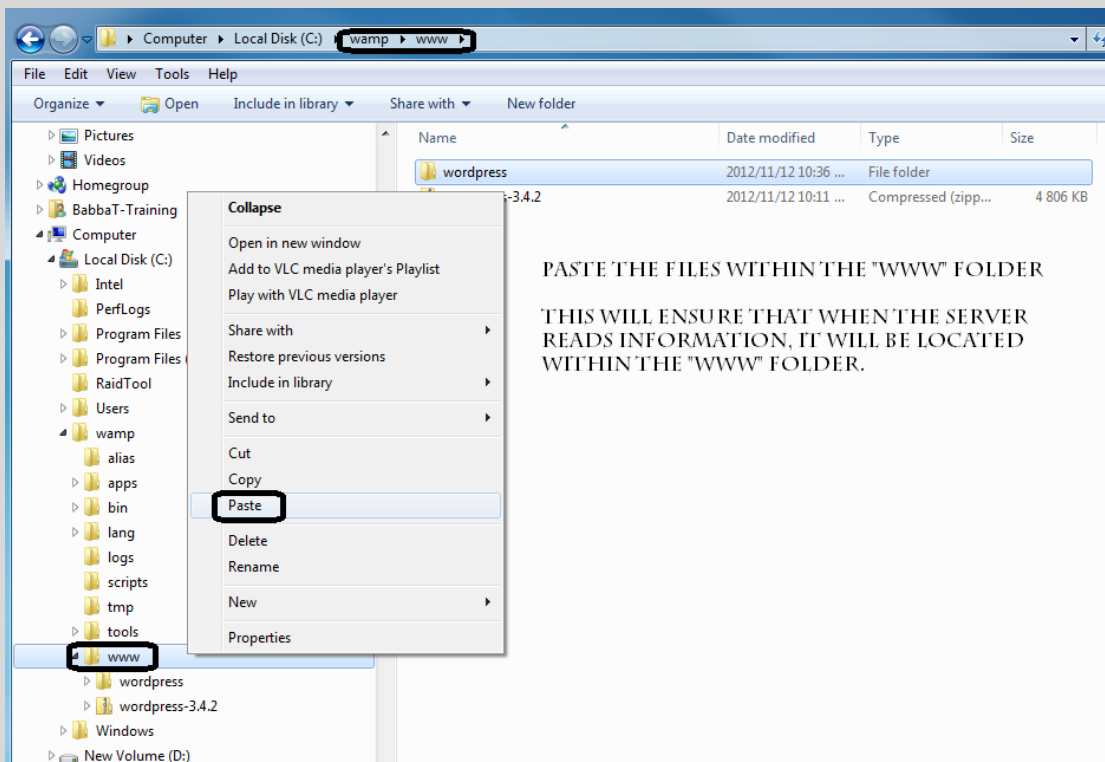 Computer Local Disk (C:) wamp www
File Edit View Tools Help
Organize Open Include in library Share with New folder
Pictures
Videos
Homegroup
BabbaT-Training
Computer
Local Disk (C:)
Intel
PerfLogs
Program Files
Program Files
RaidTool
Users
wamp
alias
apps
bin
lang
logs
scripts
tmp
tools
www
wordpress
wordpress-3.4.2
Windows
New Volume (D:)
Collapse
Open in new window
Add to VLC media player's Playlist
Play with VLC media player
Share with
Restore previous versions
Include in library
Send to
Cut
Copy
Paste
Delete
Rename
New
Properties
Name Date modified Type Size
wordpress 2012/11/12 10:36 ... File folder
-3.4.2 2012/11/12 10:11 ... Compressed (zipp... 4 806 KB
PASTE THE FILES WITHIN THE "WWW" FOLDER
THIS WILL ENSURE THAT WHEN THE SERVER
READS INFORMATION, IT WILL BE LOCATED
WITHIN THE "WWW" FOLDER.